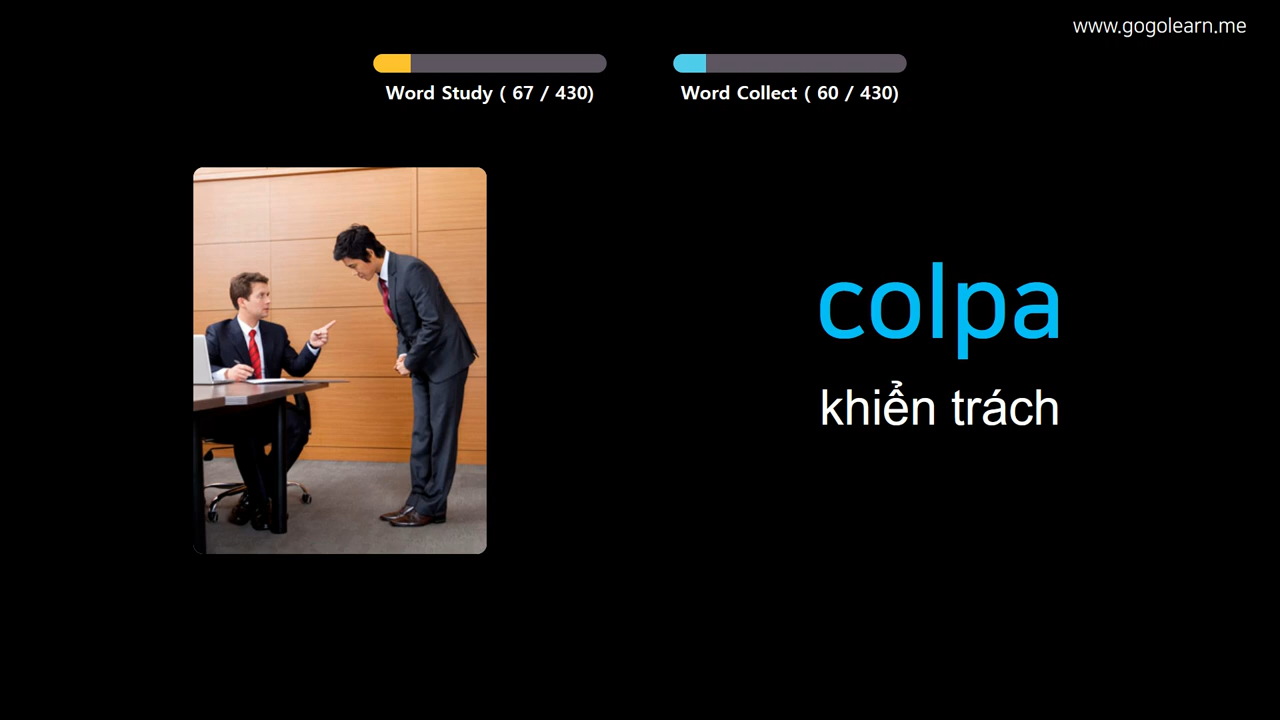 www.gogolearn.me
Word Study ( 67 / 430)
Word Collect ( 60 / 430)
colpa
khiển trách